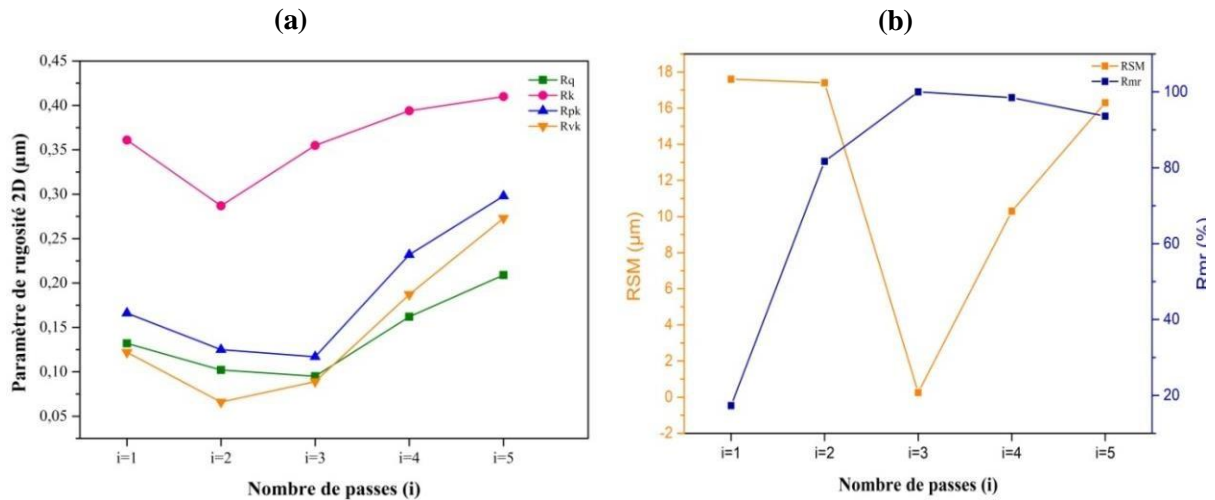 (a)
0,45
0,40
0,35
0,30
0,25
0,20
0,15
0,10
0,05
Paramètre de rugosité 2D (µm)
Rq
Rk
Rpk
Rvk
i=1
i=2
i=3
i=4
i=5
Nombre de passes (i)
(b)
18
16
14
12
10
8
6
4
2
0
-2
RSM (µm)
RSM
Rmr
100
80
60
40
20
Rmr (%)
i=1
i=2
i=3
i=4
i=5
Nombre de passes (i)